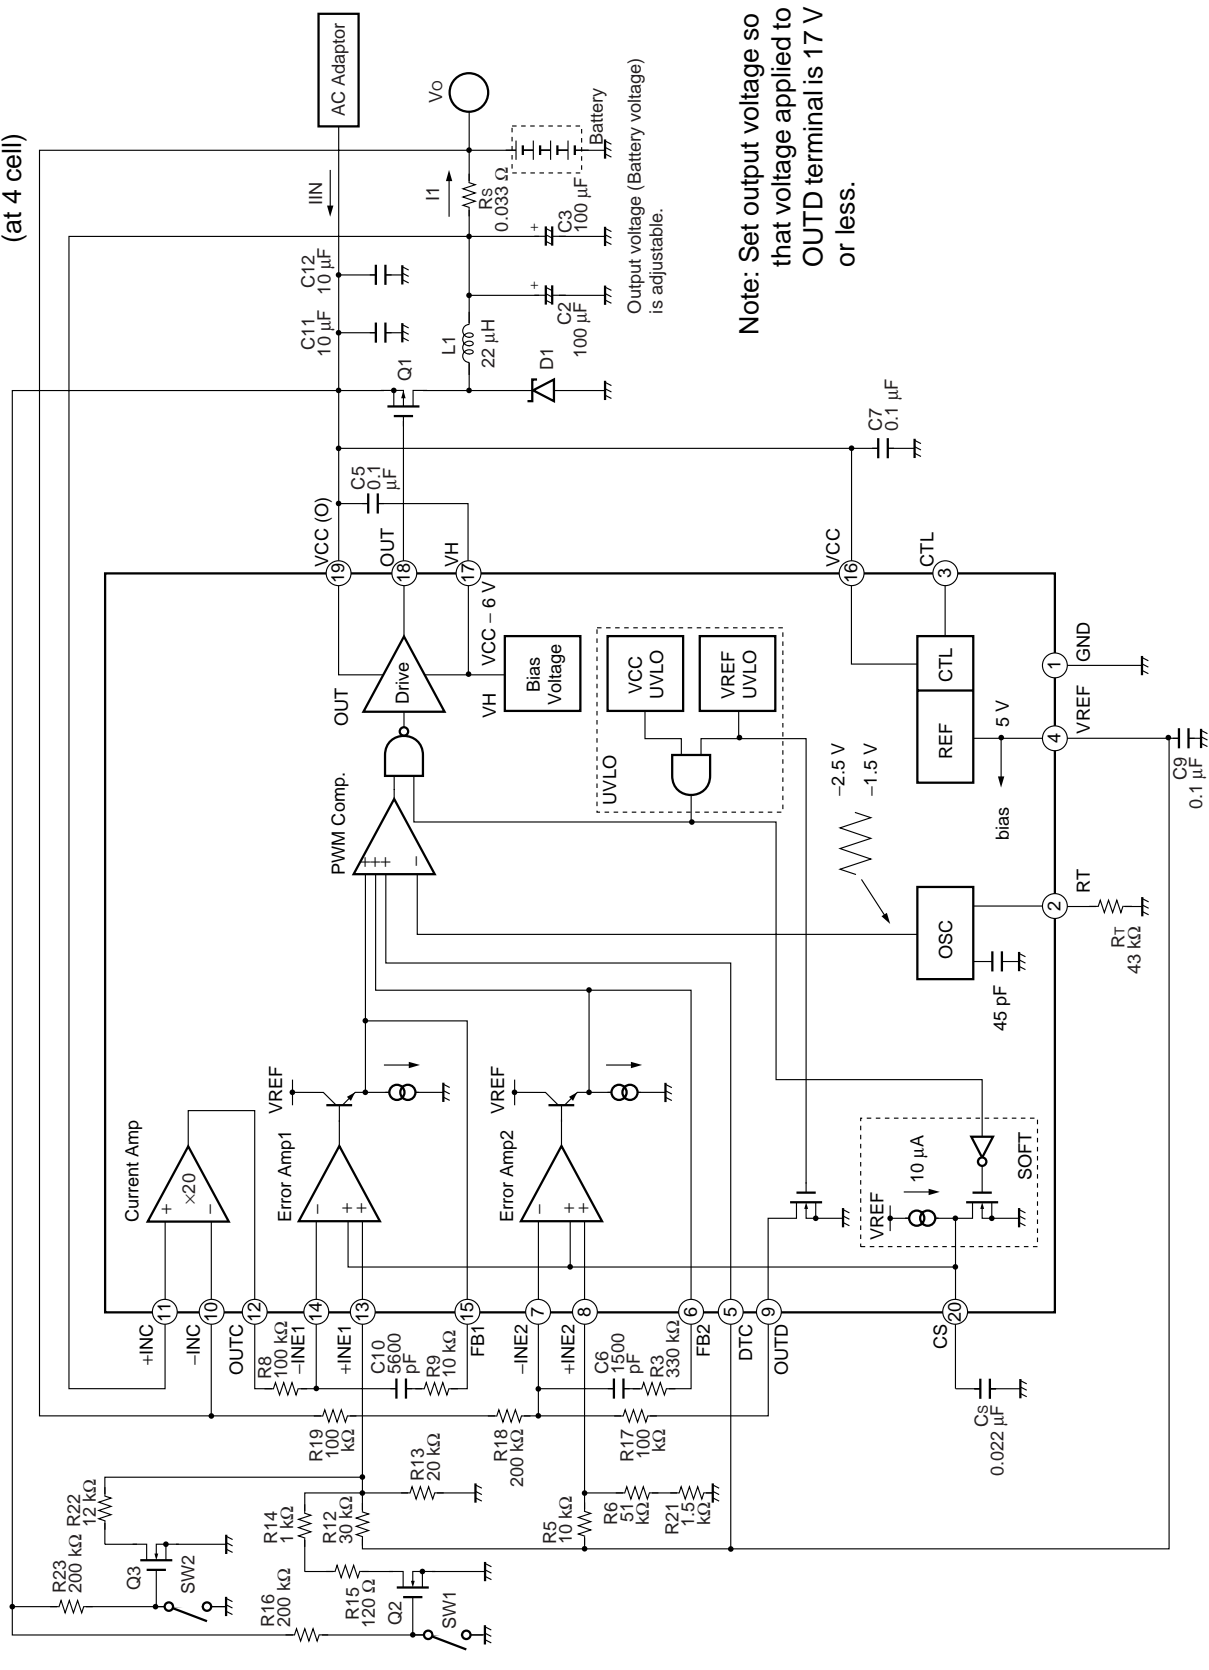 (at 4 cell)
AC Adaptor
VO
IIN
I1
RS
0.033 Ω
Battery
C12
10 µF
C11
10 µF
L1
22 µH
C2
100 µF
+
C3
100 µF
+
Output voltage (Battery voltage)
is adjustable.
Note: Set output voltage so
that voltage applied to
OUTD terminal is 17 V
or less.
Q1
D1
C5
0.1
µF
C7
0.1 µF
VCC (O)
19
OUT
18
VH
17
VCC
16
CTL
3
OUT
Drive
VH
VCC – 6 V
Bias
Voltage
UVLO
VCC
UVLO
VREF
UVLO
CTL
REF
5 V
bias
1
GND
4
VREF
C9
0.1 µF
PWM Comp.
+
+
+
–
–2.5 V
–1.5 V
OSC
45 pF
2
RT
RT
43 kΩ
Current Amp
×20
+
–
Error Amp1
–
+
+
VREF
Error Amp2
–
+
+
VREF
VREF
10 µA
SOFT
+INC
11
–INC
10
OUTC
12
R8
100 kΩ
–INE1
14
+INE1
13
C10
5600
pF
R9
10 kΩ
FB1
15
–INE2
7
+INE2
8
C6
1500
pF
R3
330 kΩ
FB2
6
DTC
5
OUTD
9
CS
20
CS
0.022 µF
R19
100
kΩ
R18
200 kΩ
R17
100
kΩ
R22
12 kΩ
R23
200 kΩ
Q3
SW2
R14
1 kΩ
R12
30 kΩ
R13
20 kΩ
R16
200 kΩ
R15
120 Ω
Q2
SW1
R5
10 kΩ
R6
51
kΩ
R21
1.5
kΩ